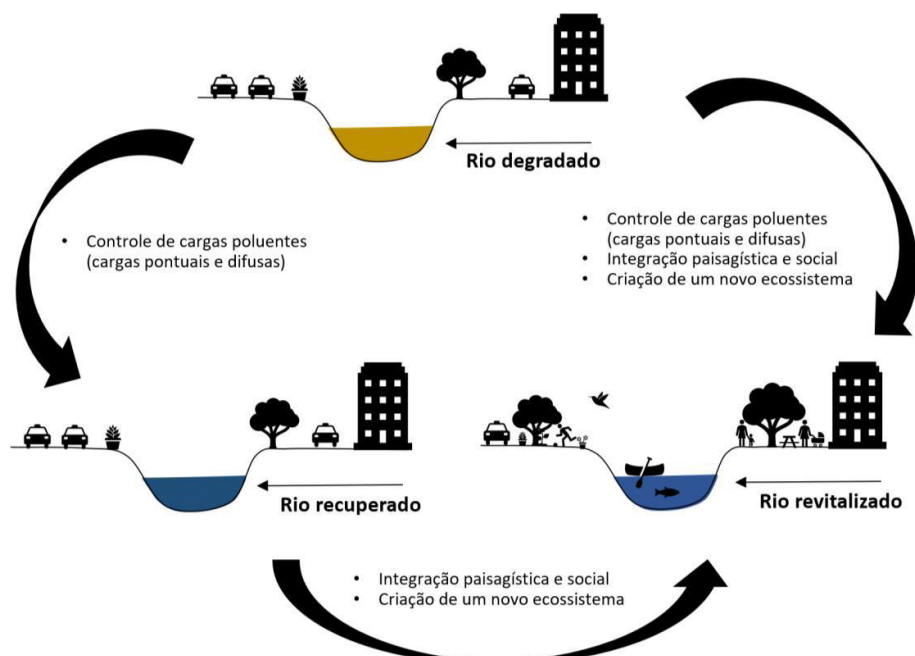 Rio degradado
• Controle de cargas poluentes
(cargas pontuais e difusas)
• Controle de cargas poluentes
(cargas pontuais e difusas)
• Integração paisagística e social
• Criação de um novo ecossistema
Rio recuperado
Rio revitalizado
• Integração paisagística e social
• Criação de um novo ecossistema